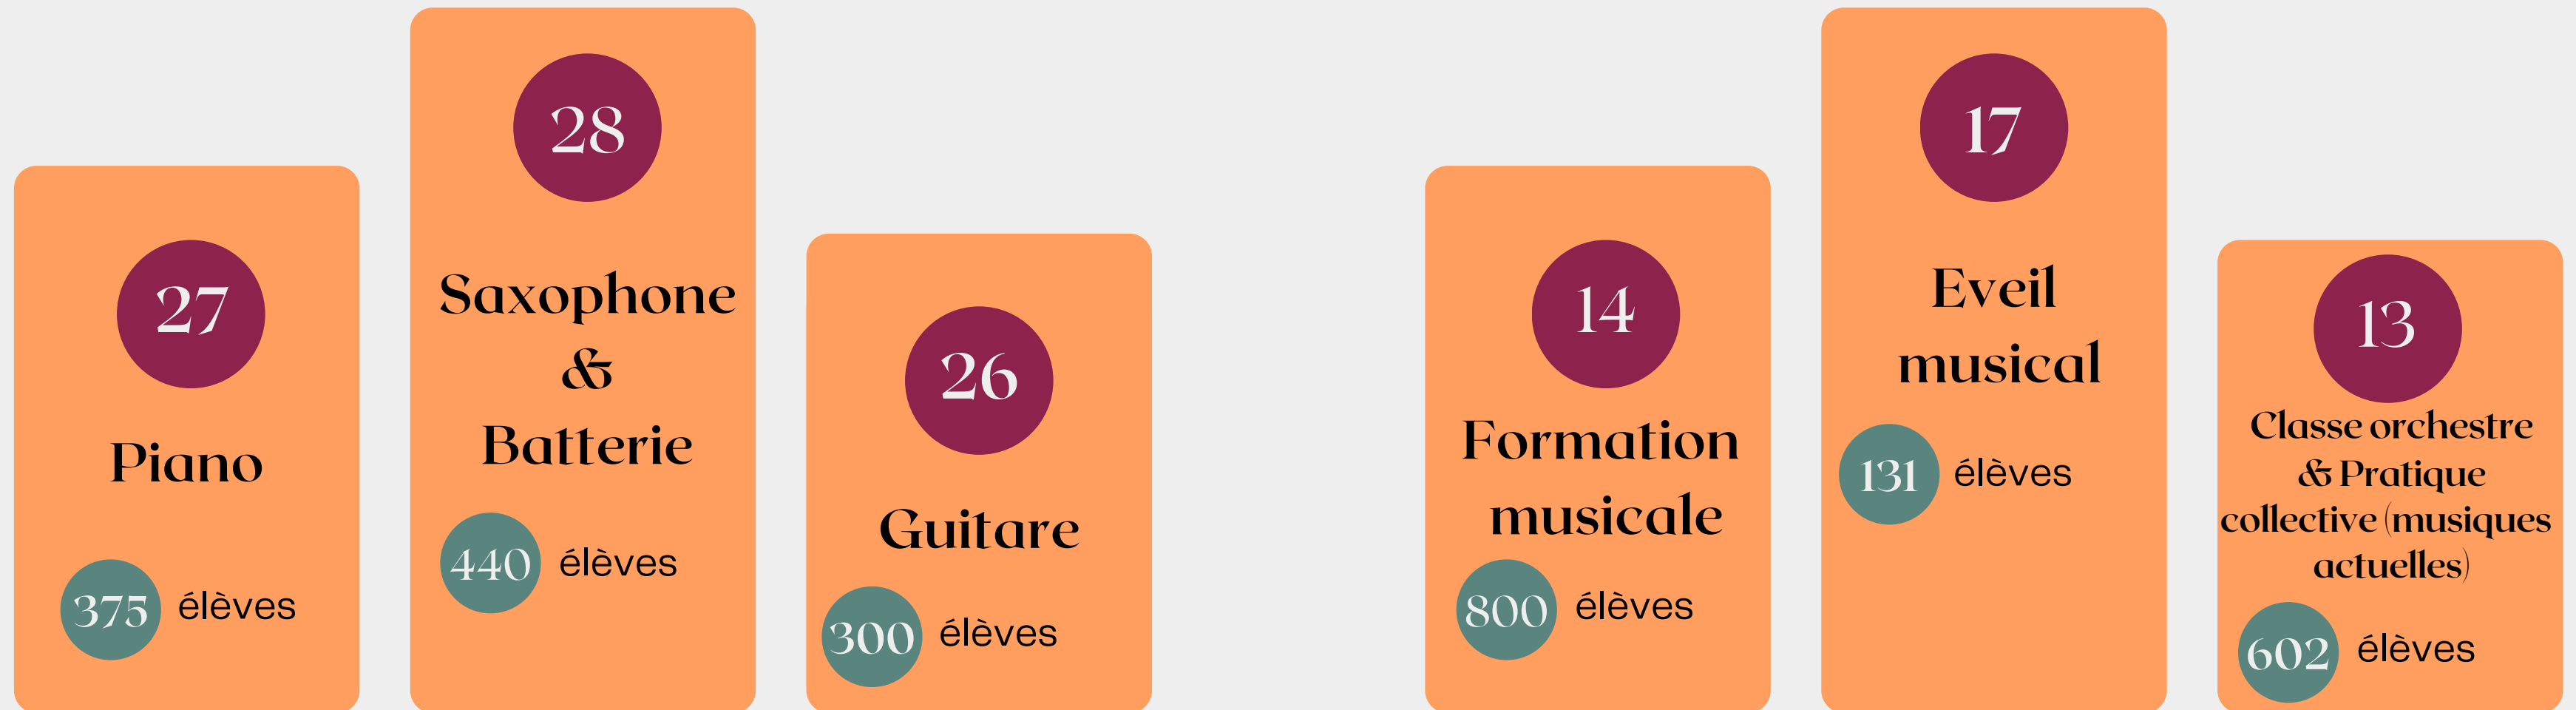 27
Piano
375 élèves
28
Saxophone
&
Batterie
440 élèves
26
Guitare
300 élèves
14
Formation
musicale
800 élèves
17
Eveil
musical
131 élèves
13
Classe orchestre
& Pratique
collective (musiques
actuelles)
602 élèves